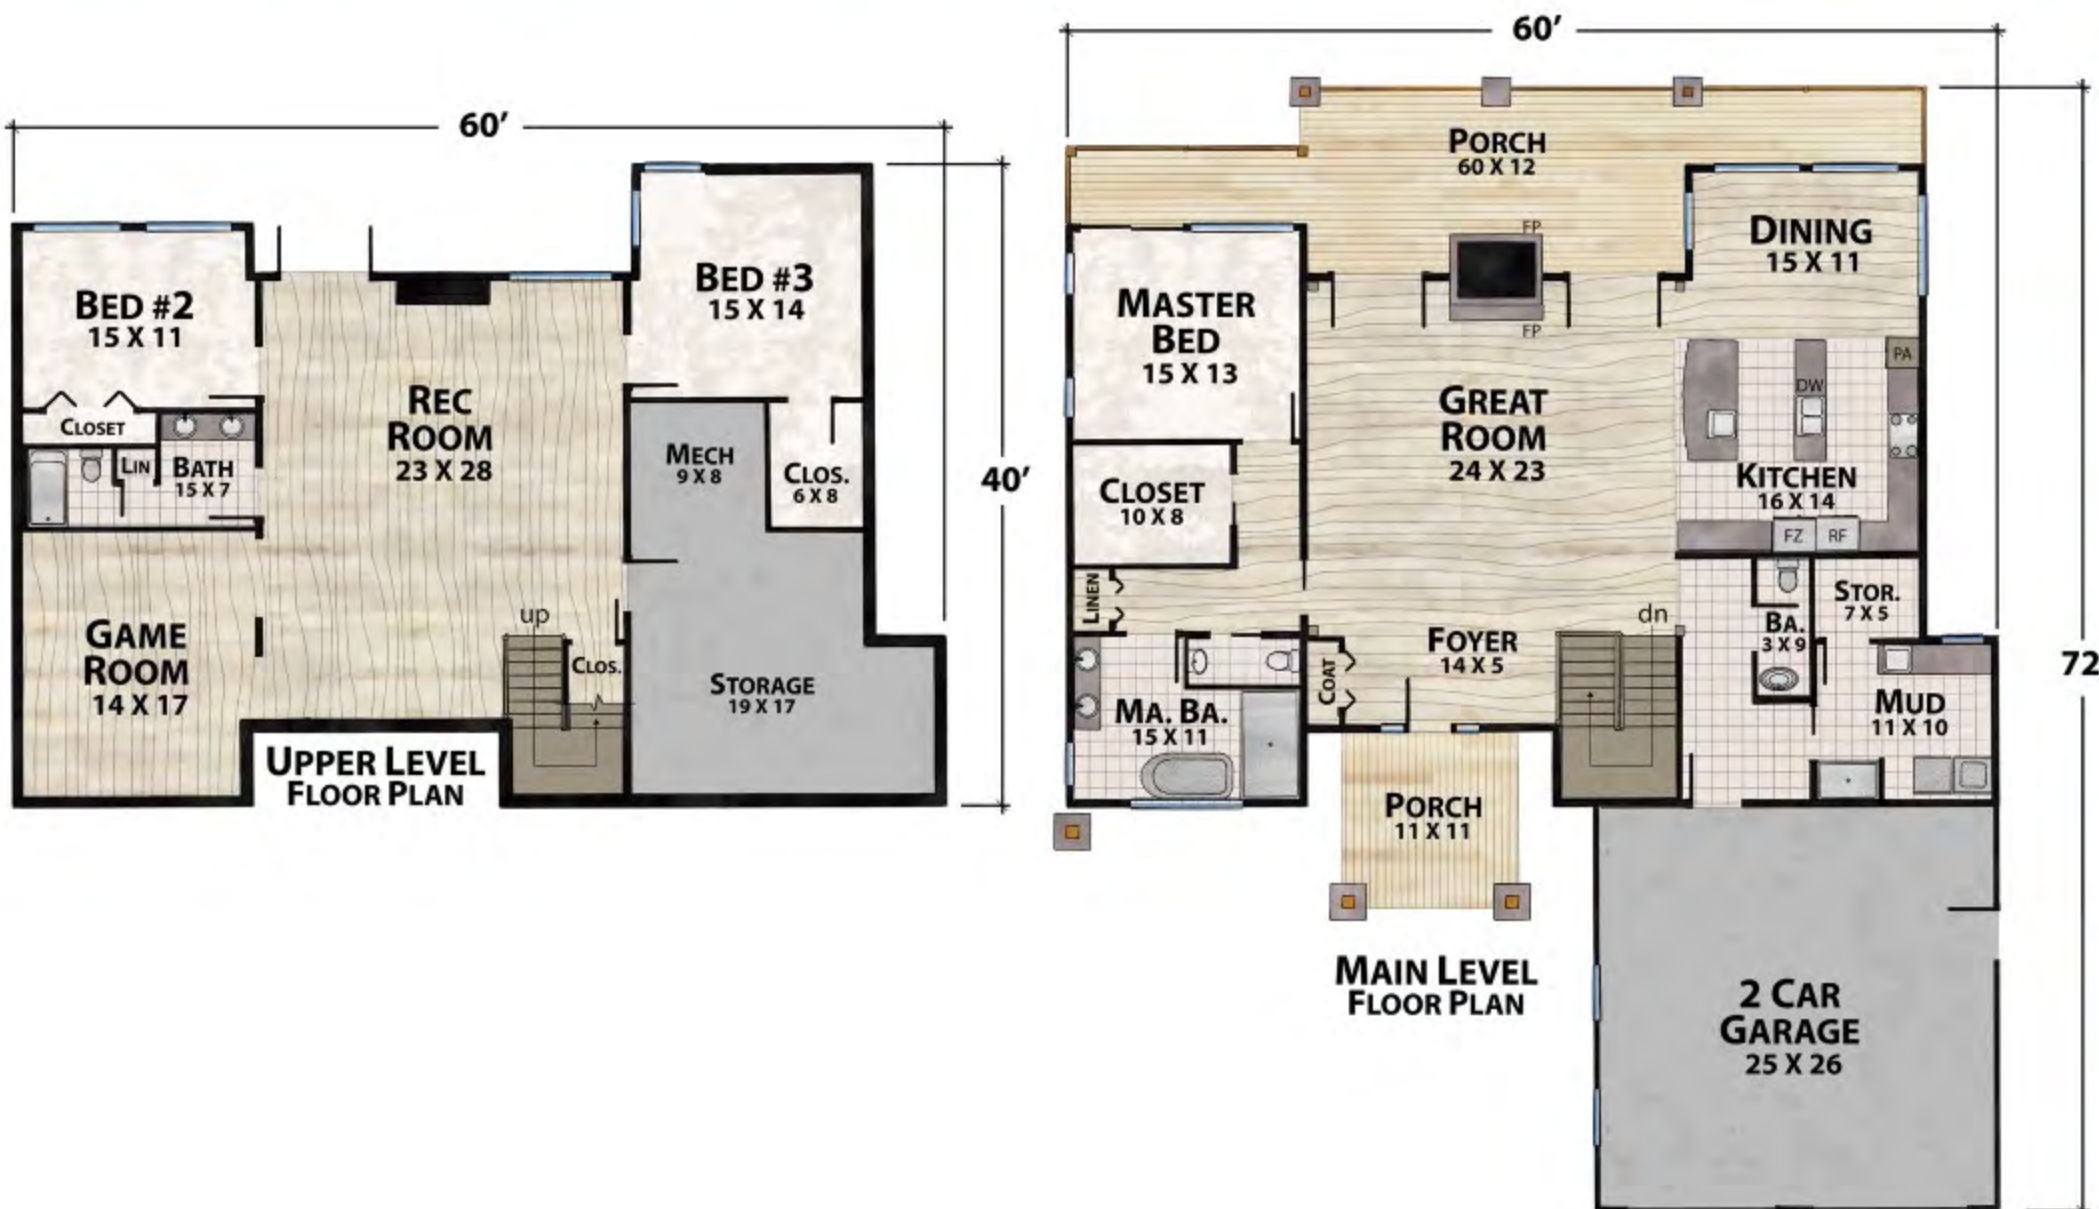 60’
40’
BED #2
15 X 11
BED #3
15 X 14
REC
ROOM
23 X 28
CLOSET
LIN
BATH
15 X 7
MECH
9 X 8
CLOS.
6 X 8
GAME
ROOM
14 X 17
up
CLOS.
STORAGE
19 X 17
UPPER LEVEL
FLOOR PLAN
60’
72
PORCH
60 X 12
FP
FP
DINING
15 X 11
MASTER
BED
15 X 13
GREAT
ROOM
24 X 23
PA
DW
KITCHEN
16 X 14
FZ
RF
CLOSET
10 X 8
LINEN
STOR.
7 X 5
dn
BA.
3 X 9
FOYER
14 X 5
COAT
MA. BA.
15 X 11
MUD
11 X 10
PORCH
11 X 11
MAIN LEVEL
FLOOR PLAN
2 CAR
GARAGE
25 X 26